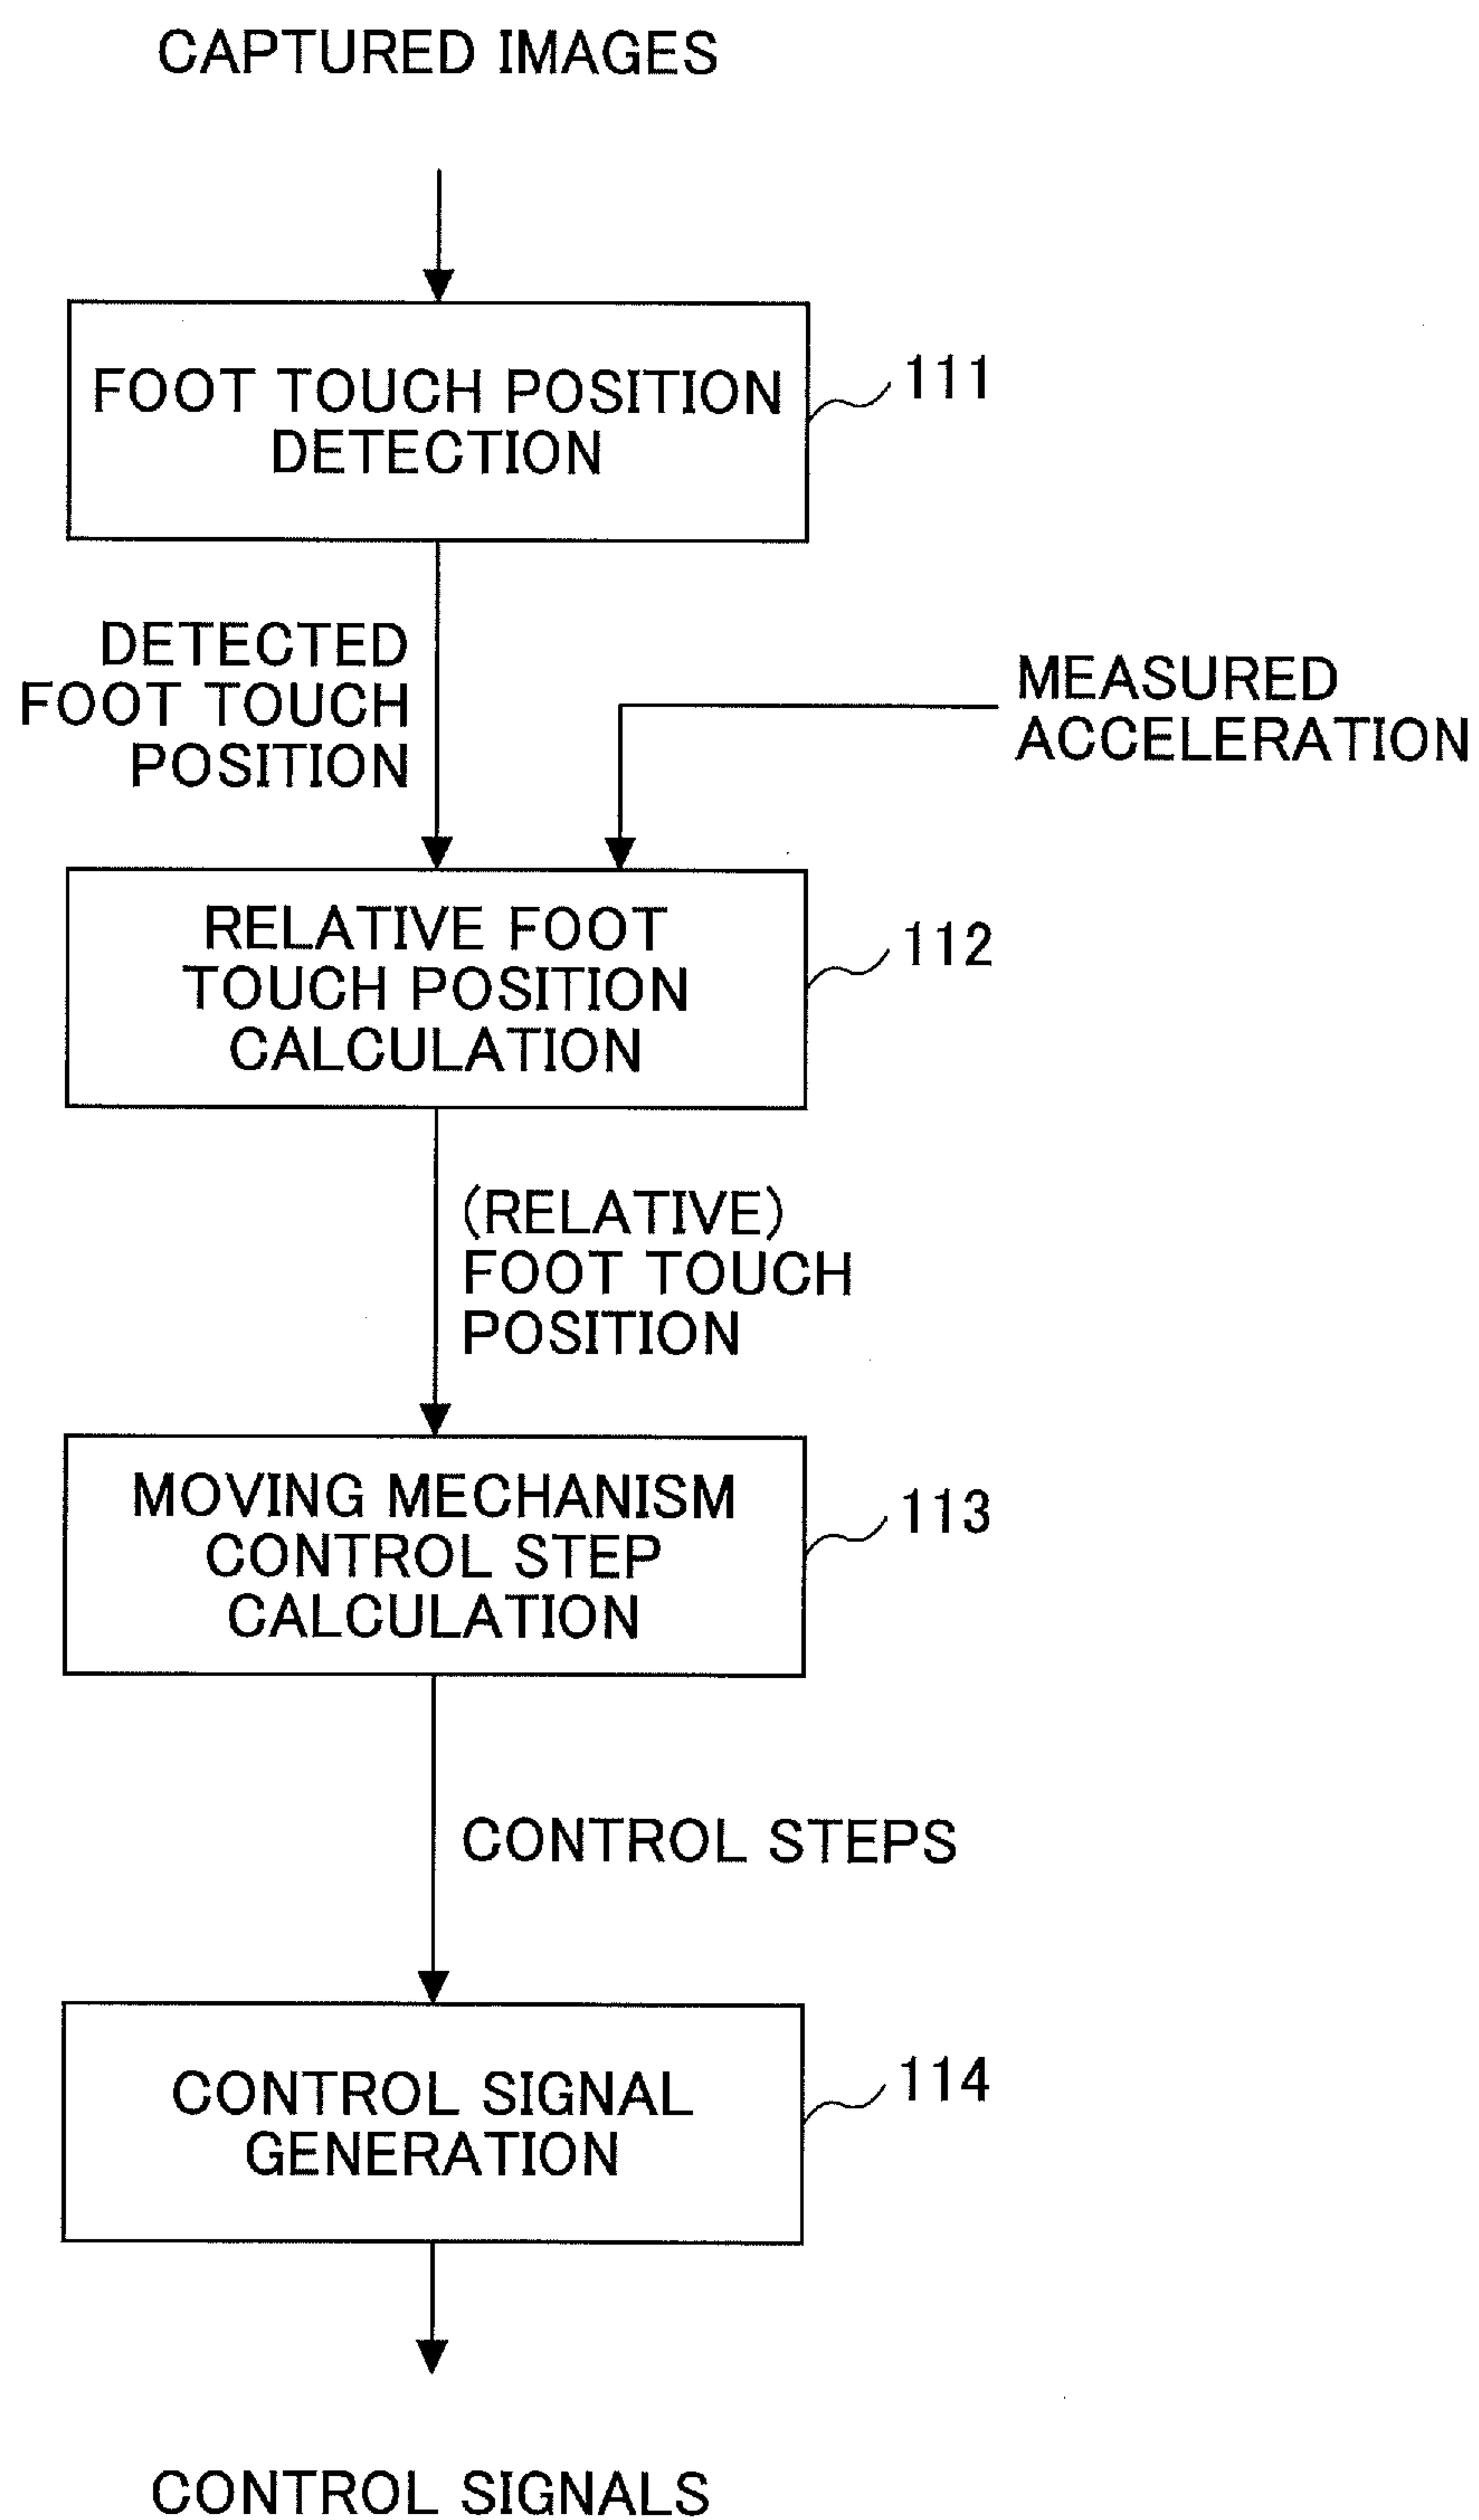 CAPTURED IMAGES
FOOT TOUCH POSITION
DETECTION
111
DETECTED
FOOT TOUCH
POSITION
MEASURED
ACCELERATION
RELATIVE FOOT
TOUCH POSITION
CALCULATION
112
(RELATIVE)
FOOT TOUCH
POSITION
MOVING MECHANISM
CONTROL STEP
CALCULATION
113
CONTROL STEPS
CONTROL SIGNAL
GENERATION
114
CONTROL SIGNALS